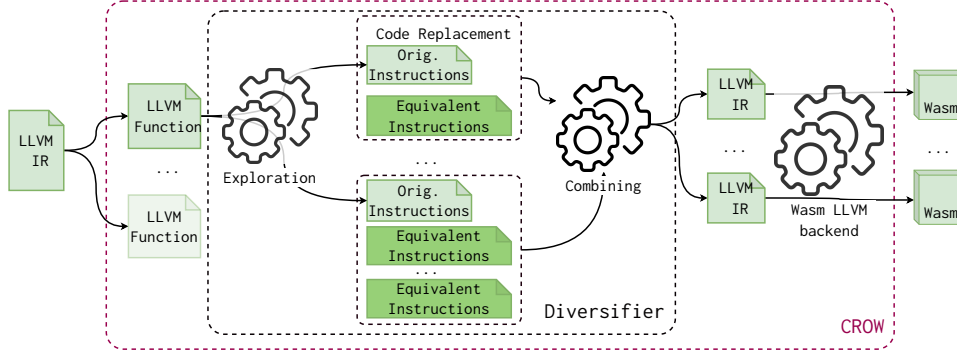 LLVM
IR
LLVM
Function
...
LLVM
Function
Exploration
Code Replacement
Orig.
Instructions
Equivalent
Instructions
...
Orig.
Instructions
Equivalent
Instructions
...
Equivalent
Instructions
Combining
Diversifier
LLVM
IR
...
LLVM
IR
Wasm LLVM
backend
Wasm
...
Wasm
CROW